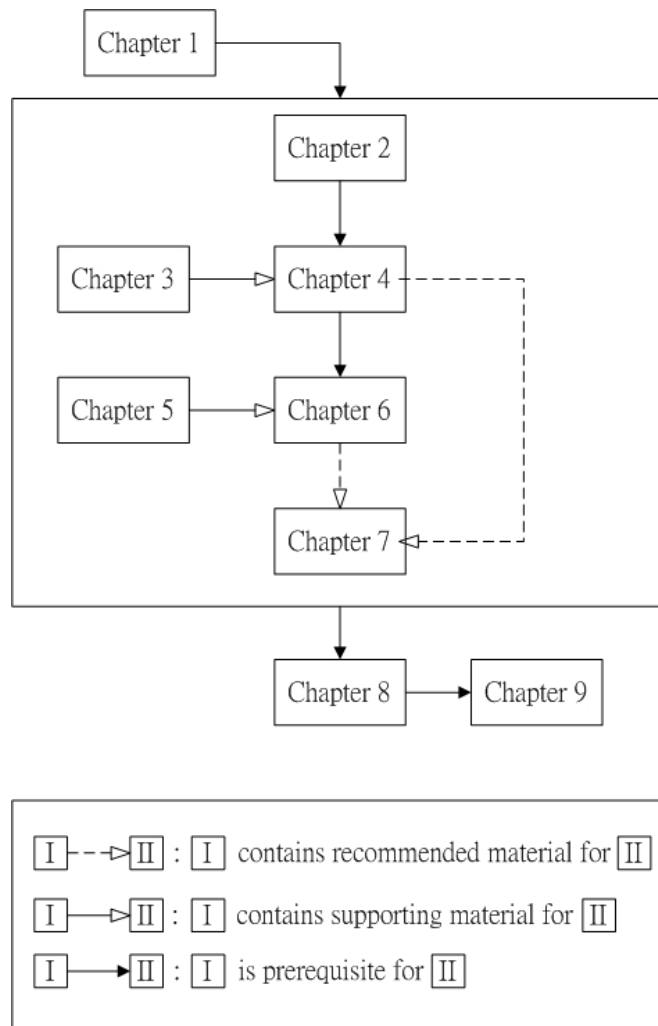 Chapter 1
Chapter 2
Chapter 3
Chapter 4
Chapter 5
Chapter 6
Chapter 7
Chapter 8
Chapter 9
I II : I contains recommended material for II
I II : I contains supporting material for II
I II : I is prerequisite for II